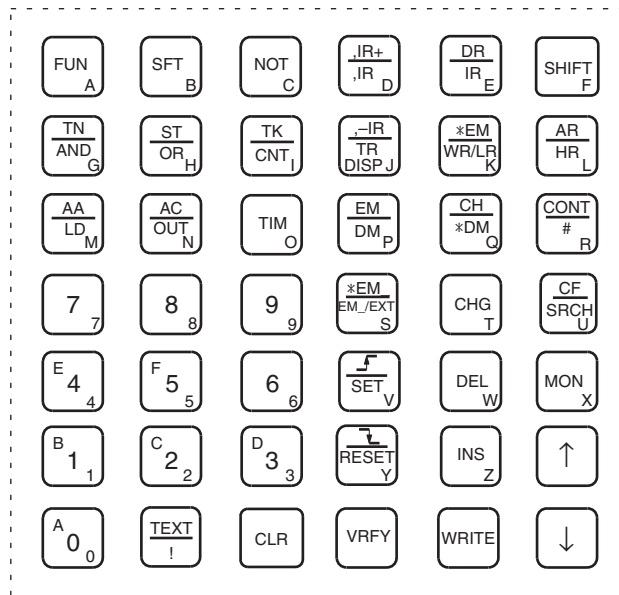 FUN A
SFT B
NOT C
,IR+
,IR D
DR
IR E
SHIFT F
TN
AND G
ST
OR H
TK
CNT I
,–IR
TR
DISP J
*EM
WR/LR
K
AR
HR L
AA
LD M
AC
OUT N
TIM O
EM
DM P
CH
*DM Q
CONT
#
R
7 7
8 8
9 9
*EM_
EM_/EXT
S
CHG T
CF
SRCH
U
E 4 4
F 5 5
6 6
SET V
DEL W
MON X
B 1 1
C 2 2
D 3 3
RESET
Y
INS Z
↑
A 0 0
TEXT
!
CLR
VRFY
WRITE
↓